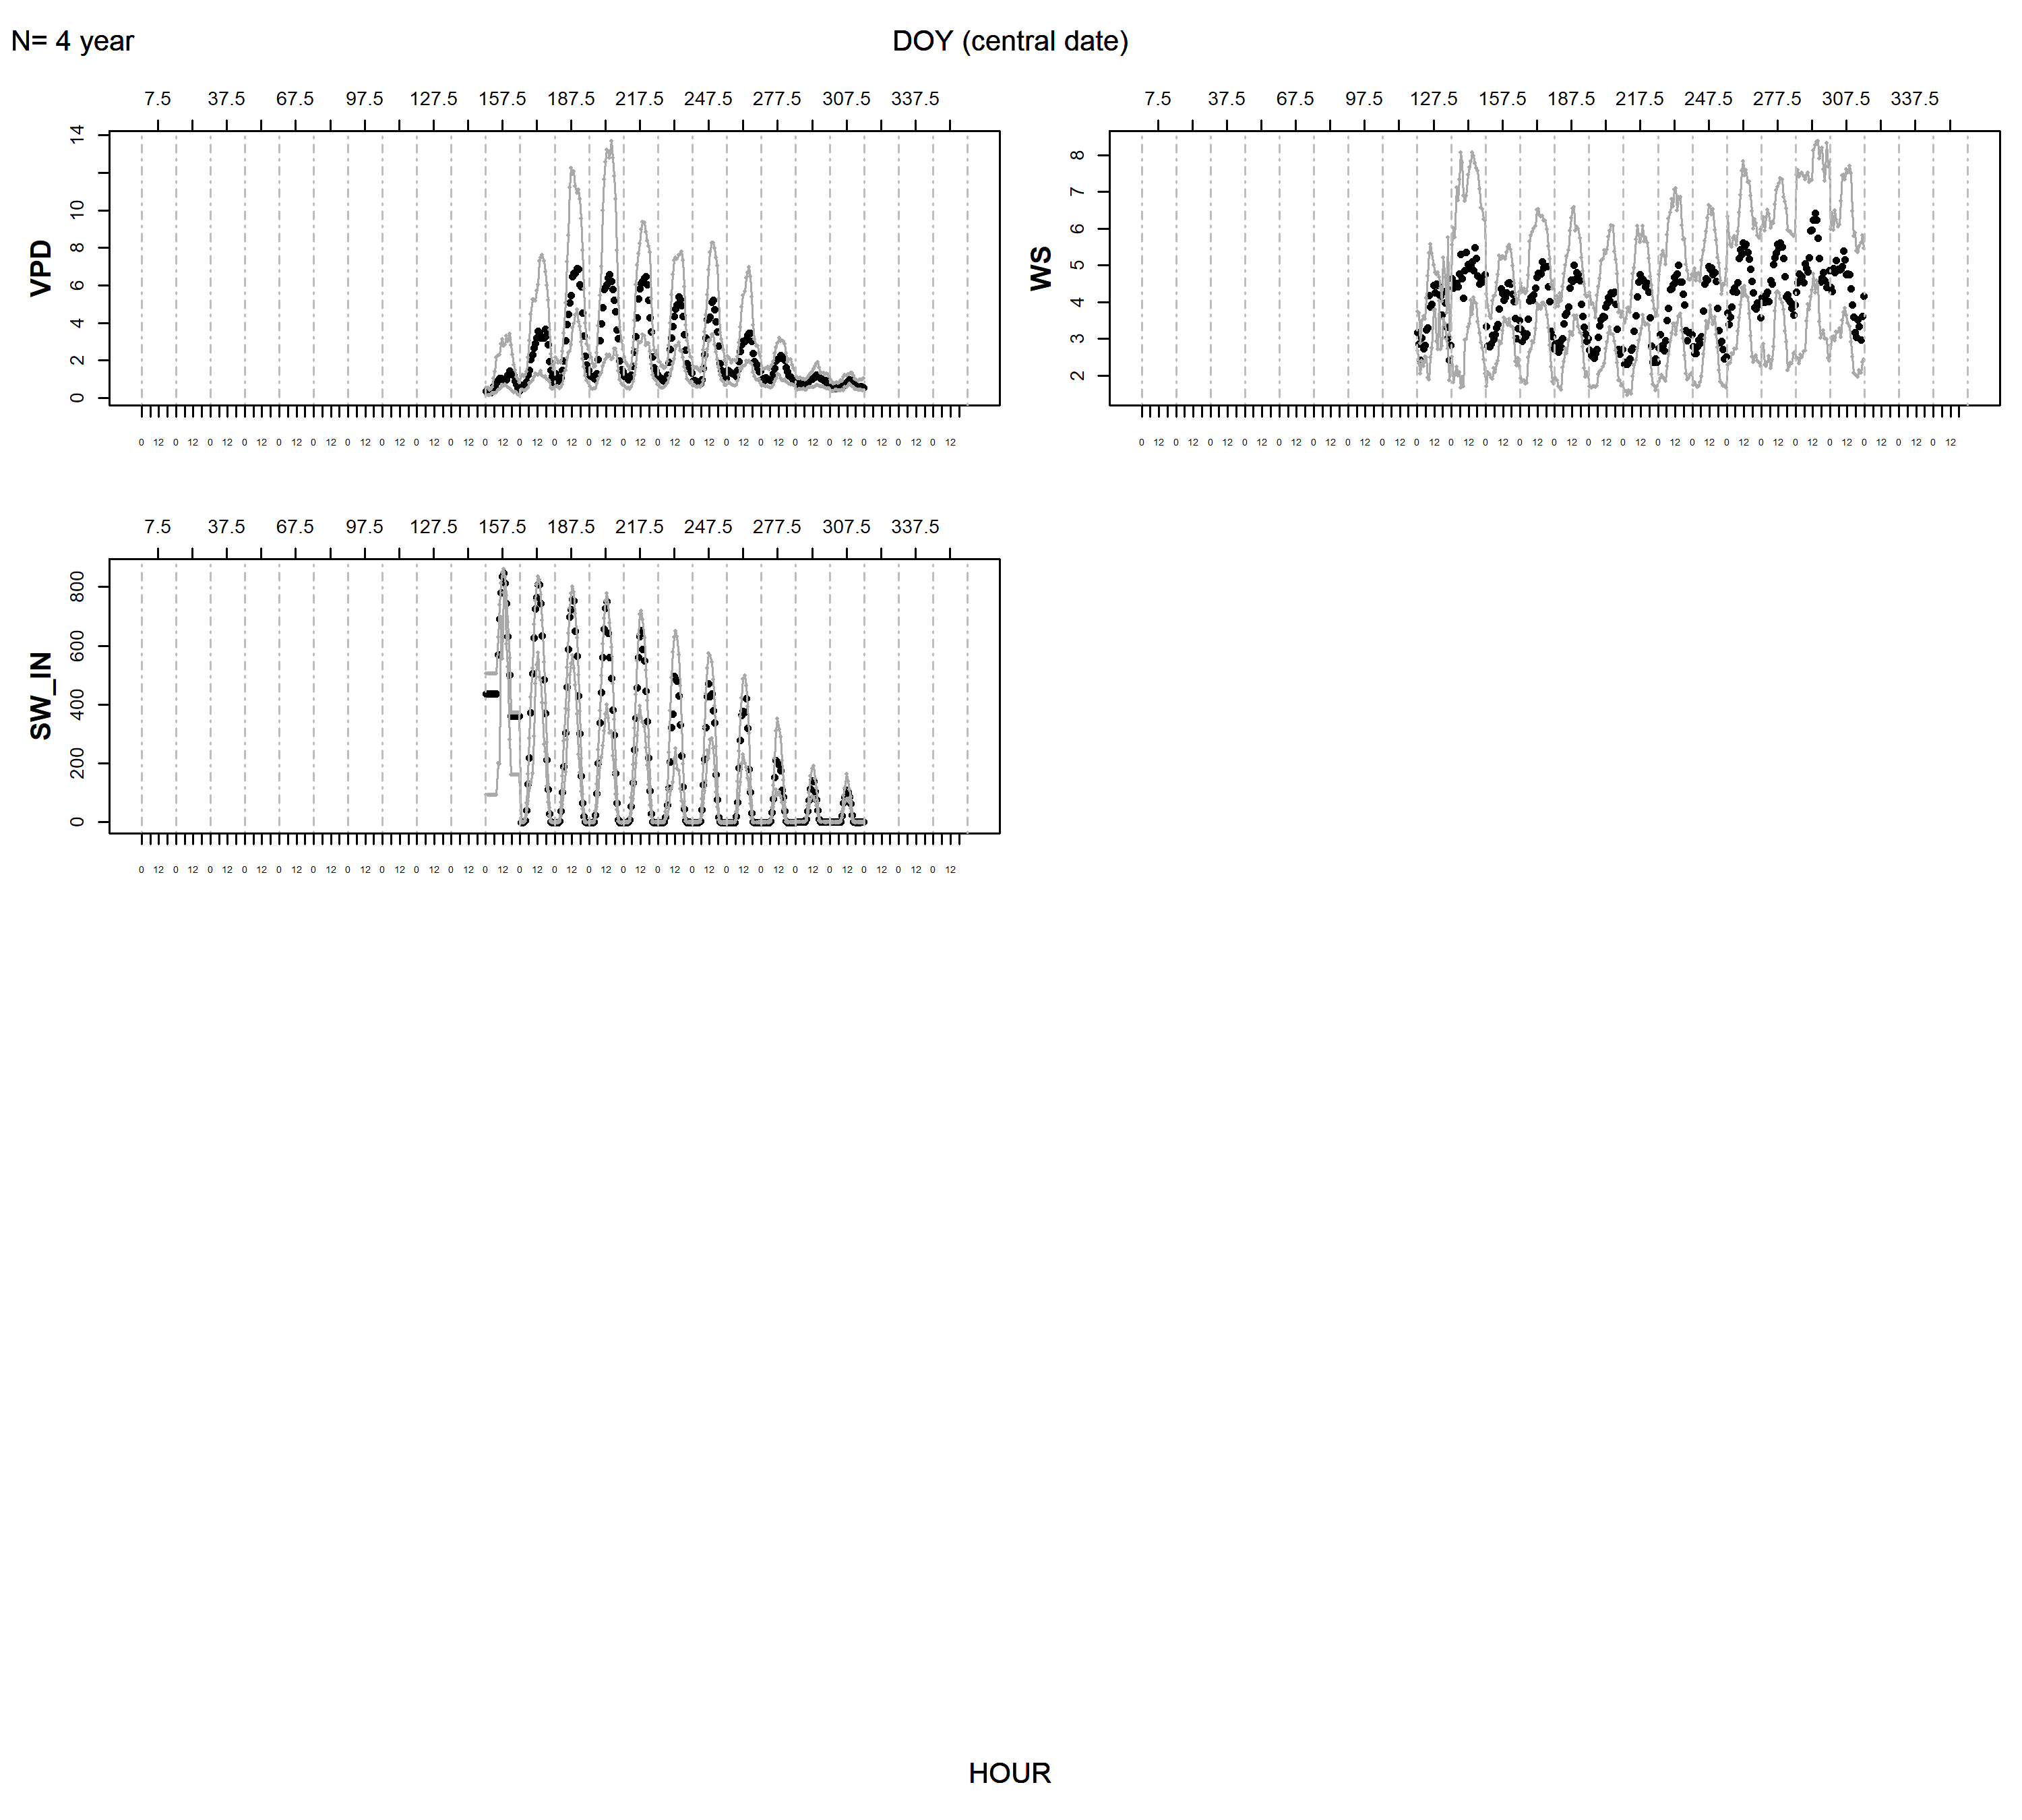 N= 4 year
DOY (central date)
7.5 37.5 67.5 97.5 127.5 157.5 187.5 217.5 247.5 277.5 307.5 337.5
VPD
0 2 4 6 8 10 14
0 12 0 12 0 12 0 12 0 12 0 12 0 12 0 12 0 12 0 12 0 12 0 12 0 12 0 12 0 12 0 12 0 12 0 12 0 12 0 12 0 12 0 12 0 12 0 12
7.5 37.5 67.5 97.5 127.5 157.5 187.5 217.5 247.5 277.5 307.5 337.5
WS
2 3 4 5 6 7 8
0 12 0 12 0 12 0 12 0 12 0 12 0 12 0 12 0 12 0 12 0 12 0 12 0 12 0 12 0 12 0 12 0 12 0 12 0 12 0 12 0 12 0 12 0 12 0 12
7.5 37.5 67.5 97.5 127.5 157.5 187.5 217.5 247.5 277.5 307.5 337.5
SW_IN
0 200 400 600 800
0 12 0 12 0 12 0 12 0 12 0 12 0 12 0 12 0 12 0 12 0 12 0 12 0 12 0 12 0 12 0 12 0 12 0 12 0 12 0 12 0 12 0 12 0 12 0 12
HOUR